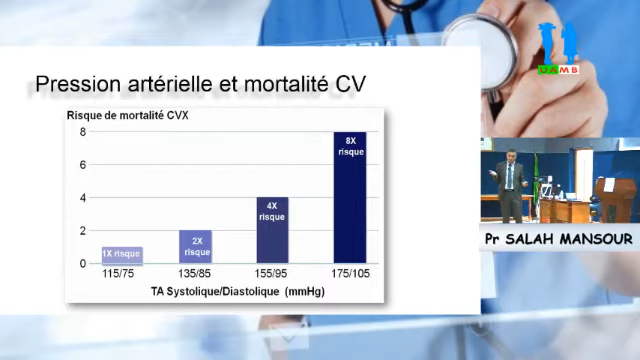 Pression artérielle et mortalité CV
Risque de mortalité CVX
8
6
4
2
0
1X risque
2X
risque
4X
risque
8X
risque
115/75
135/85
155/95
175/105
TA Systolique/Diastolique (mmHg)
Pr SALAH MANSOUR